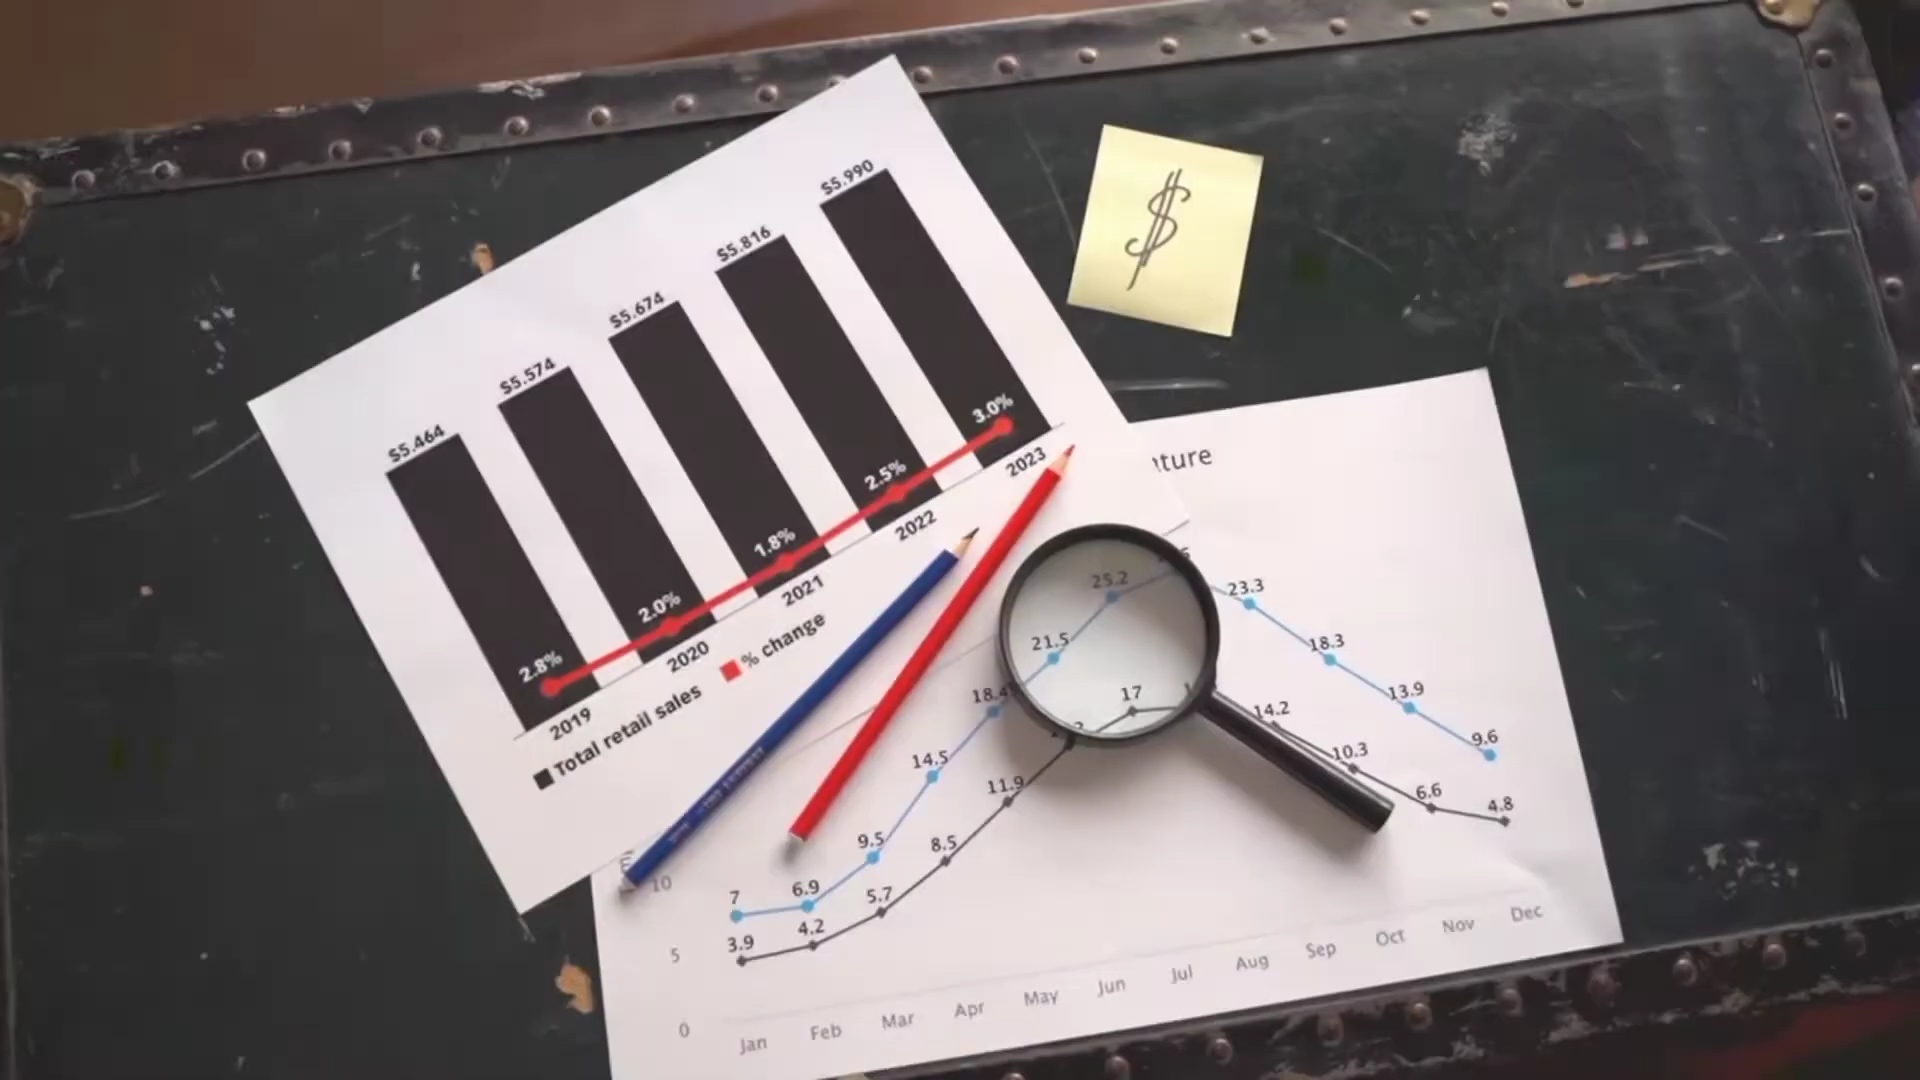 $
$5.464 $5.574 $5.674 $5.816 $5.990
2.8% 2.0% 1.8% 2.5% 3.0%
2019 2020 2021 2022 2023
Total retail sales % change
7 6.9 9.5 14.5 18.4 21.5 25.2 23.3 18.3 13.9 9.6
3.9 4.2 5.7 8.5 11.9 17 14.2 10.3 6.6 4.8
10
5
0
Jan Feb Mar Apr May Jun Jul Aug Sep Oct Nov Dec